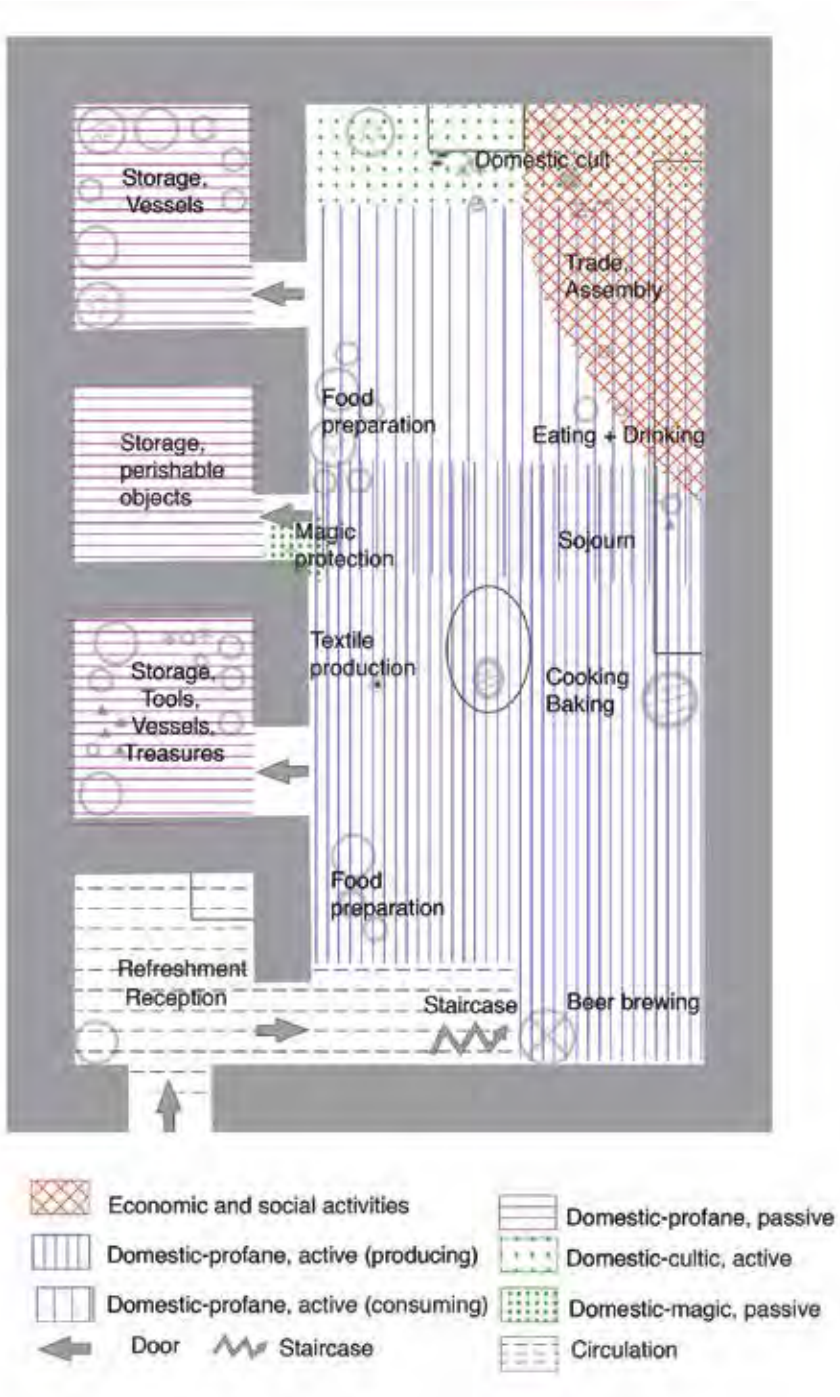 Storage,
Vessels
Domestic cult
Trade,
Assembly
Food
preparation
Eating + Drinking
Storage,
perishable
objects
Magic
protection
Sojourn
Textile
production
Storage,
Tools,
Vessels,
Treasures
Cooking
Baking
Food
preparation
Refreshment
Reception
Staircase
Beer brewing
Economic and social activities
Domestic-profane, active (producing)
Domestic-profane, active (consuming)
Door
Staircase
Domestic-profane, passive
Domestic-cultic, active
Domestic-magic, passive
Circulation